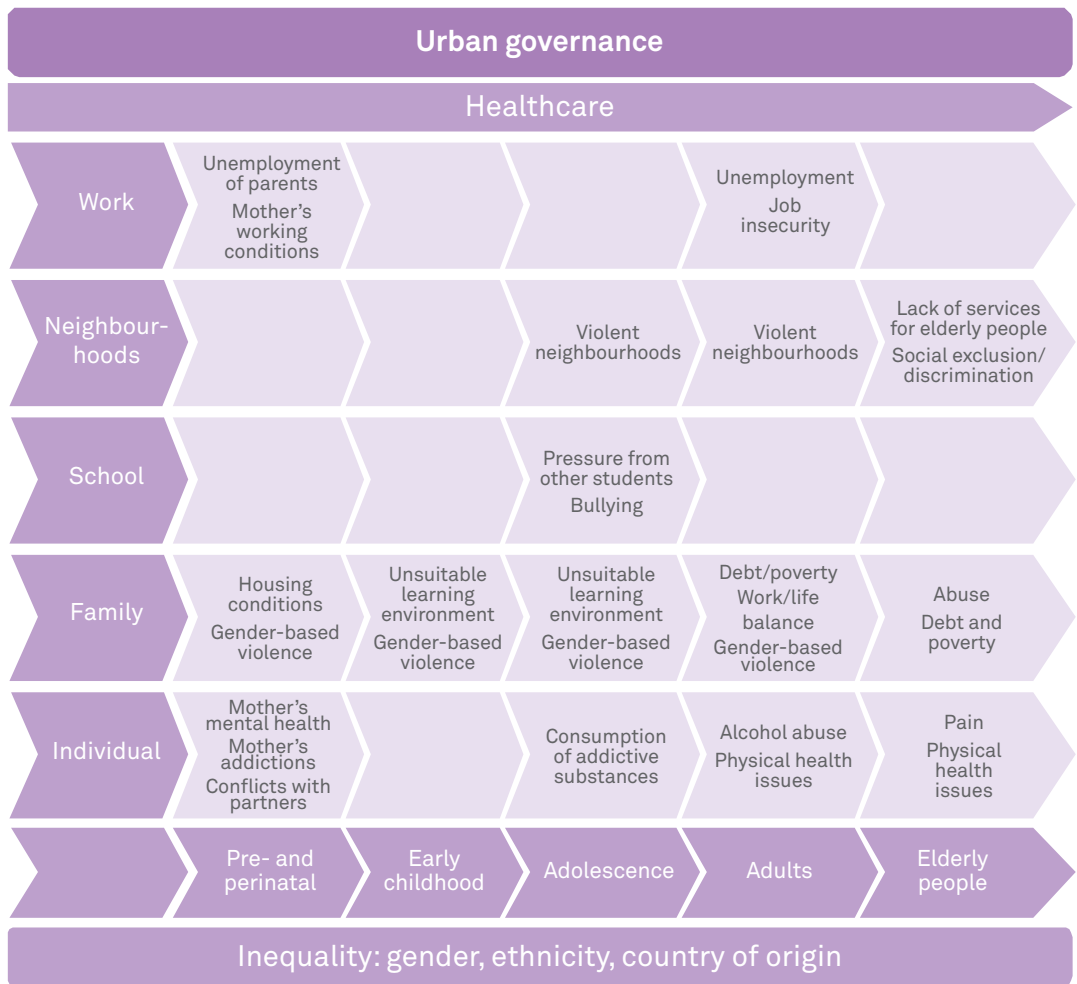 Urban governance
Healthcare
Work
Unemployment
of parents
Mother's
working
conditions
Unemployment
Job
insecurity
Neighbour-
hoods
Violent
neighbourhoods
Violent
neighbourhoods
Lack of services
for elderly people
Social exclusion/
discrimination
School
Pressure from
other students
Bullying
Family
Housing
conditions
Gender-based
violence
Unsuitable
learning
environment
Gender-based
violence
Unsuitable
learning
environment
Gender-based
violence
Debt/poverty
Work/life
balance
Gender-based
violence
Abuse
Debt and
poverty
Individual
Mother's
mental health
Mother's
addictions
Conflicts with
partners
Consumption
of addictive
substances
Alcohol abuse
Physical health
issues
Pain
Physical
health
issues
Pre- and
perinatal
Early
childhood
Adolescence
Adults
Elderly
people
Inequality: gender, ethnicity, country of origin